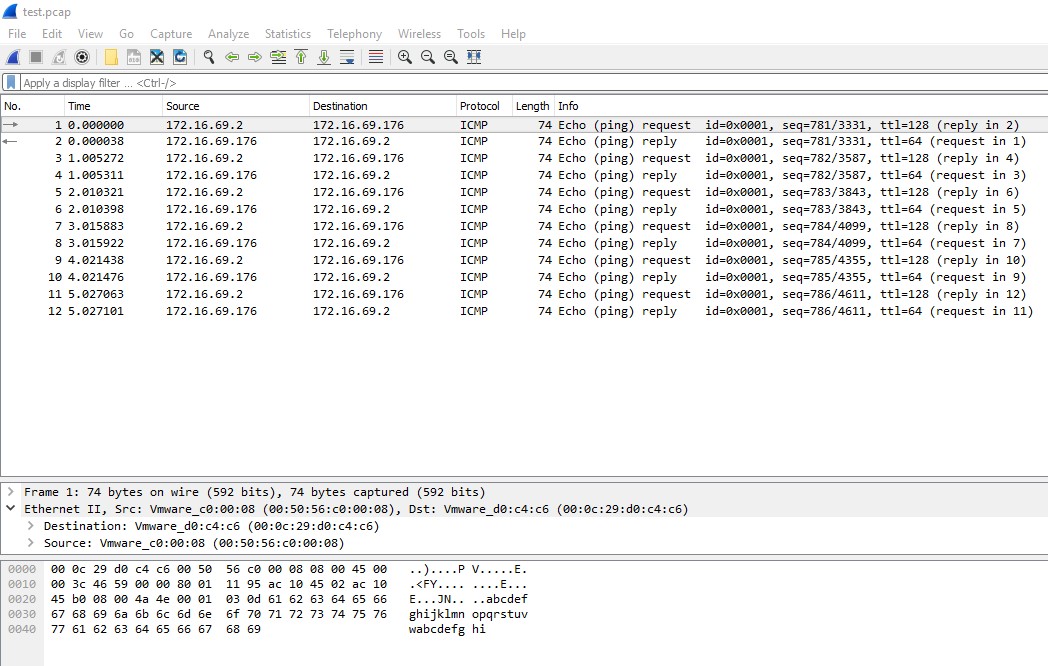 test.pcap
File Edit View Go Capture Analyze Statistics Telephony Wireless Tools Help
Apply a display filter ... <Ctrl-/>
No. Time Source Destination Protocol Length Info
1 0.000000 172.16.69.2 172.16.69.176 ICMP 74 Echo (ping) request id=0x0001, seq=781/3331, ttl=128 (reply in 2)
2 0.000038 172.16.69.176 172.16.69.2 ICMP 74 Echo (ping) reply id=0x0001, seq=781/3331, ttl=64 (request in 1)
3 1.005272 172.16.69.2 172.16.69.176 ICMP 74 Echo (ping) request id=0x0001, seq=782/3587, ttl=128 (reply in 4)
4 1.005311 172.16.69.176 172.16.69.2 ICMP 74 Echo (ping) reply id=0x0001, seq=782/3587, ttl=64 (request in 3)
5 2.010321 172.16.69.2 172.16.69.176 ICMP 74 Echo (ping) request id=0x0001, seq=783/3843, ttl=128 (reply in 6)
6 2.010398 172.16.69.176 172.16.69.2 ICMP 74 Echo (ping) reply id=0x0001, seq=783/3843, ttl=64 (request in 5)
7 3.015883 172.16.69.2 172.16.69.176 ICMP 74 Echo (ping) request id=0x0001, seq=784/4099, ttl=128 (reply in 8)
8 3.015922 172.16.69.176 172.16.69.2 ICMP 74 Echo (ping) reply id=0x0001, seq=784/4099, ttl=64 (request in 7)
9 4.021438 172.16.69.2 172.16.69.176 ICMP 74 Echo (ping) request id=0x0001, seq=785/4355, ttl=128 (reply in 10)
10 4.021476 172.16.69.176 172.16.69.2 ICMP 74 Echo (ping) reply id=0x0001, seq=785/4355, ttl=64 (request in 9)
11 5.027063 172.16.69.2 172.16.69.176 ICMP 74 Echo (ping) request id=0x0001, seq=786/4611, ttl=128 (reply in 12)
12 5.027101 172.16.69.176 172.16.69.2 ICMP 74 Echo (ping) reply id=0x0001, seq=786/4611, ttl=64 (request in 11)
Frame 1: 74 bytes on wire (592 bits), 74 bytes captured (592 bits)
Ethernet II, Src: Vmware_c0:00:08 (00:50:56:c0:00:08), Dst: Vmware_d0:c4:c6 (00:0c:29:d0:c4:c6)
Destination: Vmware_d0:c4:c6 (00:0c:29:d0:c4:c6)
Source: Vmware_c0:00:08 (00:50:56:c0:00:08)
0000 00 0c 29 d0 c4 c6 00 50 56 c0 00 08 08 00 45 00 ..)....P V.....E.
0010 00 3c 46 59 00 00 80 01 11 95 ac 10 45 02 ac 10 .<FY.... ....E...
0020 45 b0 08 00 4a 4e 00 01 03 0d 61 62 63 64 65 66 E...JN.. ..abcdef
0030 67 68 69 6a 6b 6c 6d 6e 6f 70 71 72 73 74 75 76 ghijklmn opqrstuv
0040 77 61 62 63 64 65 66 67 68 69 wabcdefg hi